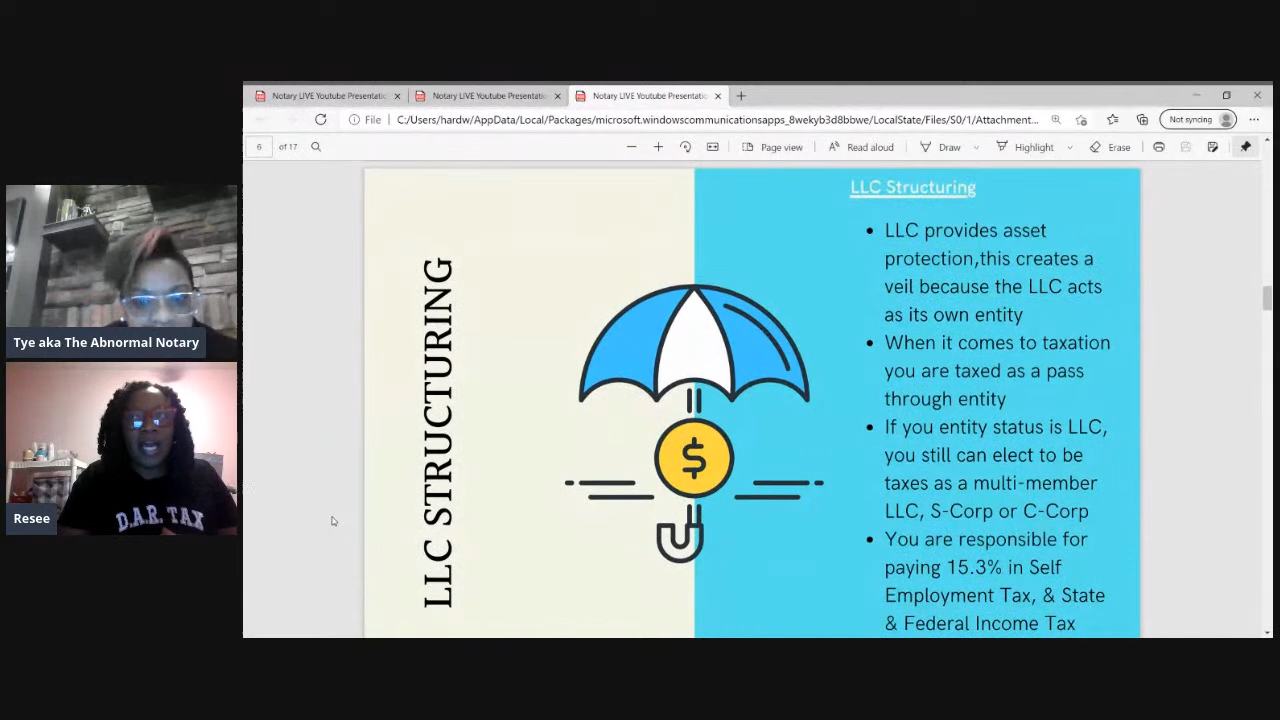 Notary LIVE Youtube Presentatio
Notary LIVE Youtube Presentatio
Notary LIVE Youtube Presentatio
File
C:/Users/hardw/AppData/Local/Packages/microsoft.windowscommunicationsapps_8wekyb3d8bbwe/LocalState/Files/S0/1/Attachment...
Not syncing
6 of 17
Page view
Read aloud
Draw
Highlight
Erase
LLC STRUCTURING
$
LLC Structuring
• LLC provides asset
protection,this creates a
veil because the LLC acts
as its own entity
• When it comes to taxation
you are taxed as a pass
through entity
• If you entity status is LLC,
you still can elect to be
taxes as a multi-member
LLC, S-Corp or C-Corp
• You are responsible for
paying 15.3% in Self
Employment Tax, & State
& Federal Income Tax
Tye aka The Abnormal Notary
D.A.R. TAX
Resee